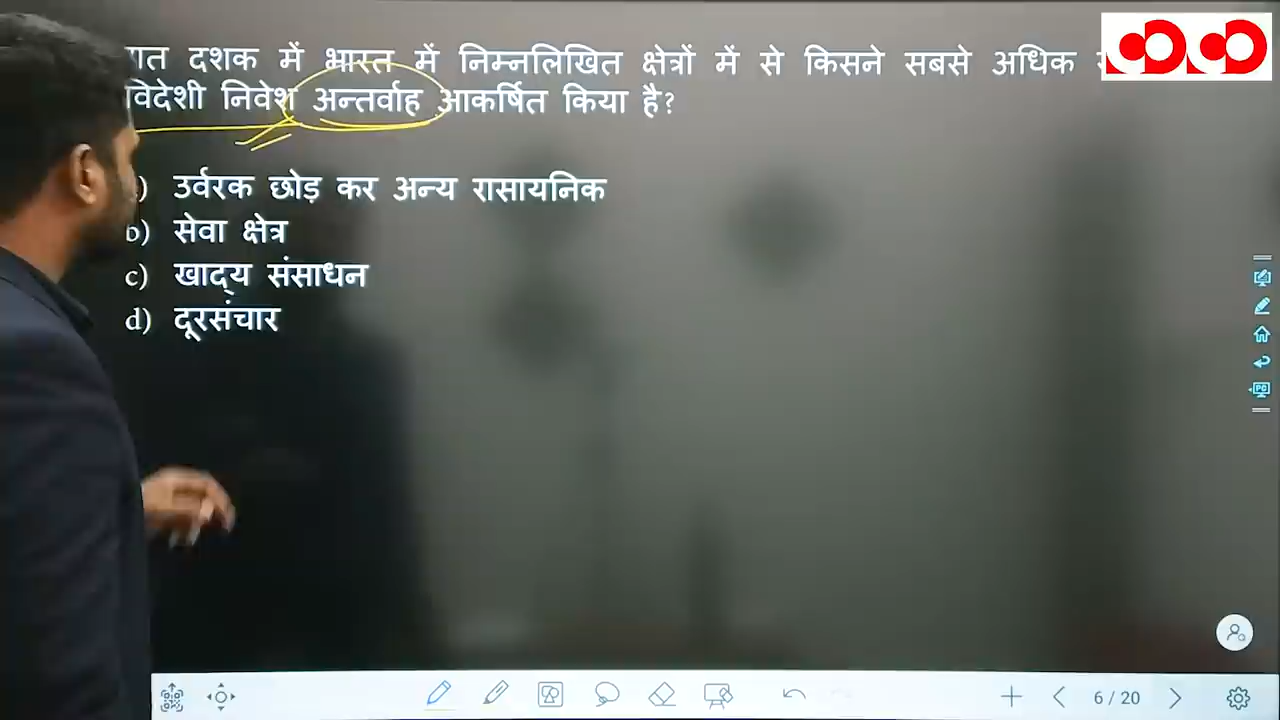 गत दशक में भारत में निम्नलिखित क्षेत्रों में से किसने सबसे अधिक
विदेशी निवेश अन्तर्वाह आकर्षित किया है?
) उर्वरक छोड़ कर अन्य रासायनिक
b) सेवा क्षेत्र
c) खाद्य संसाधन
d) दूरसंचार
6 / 20